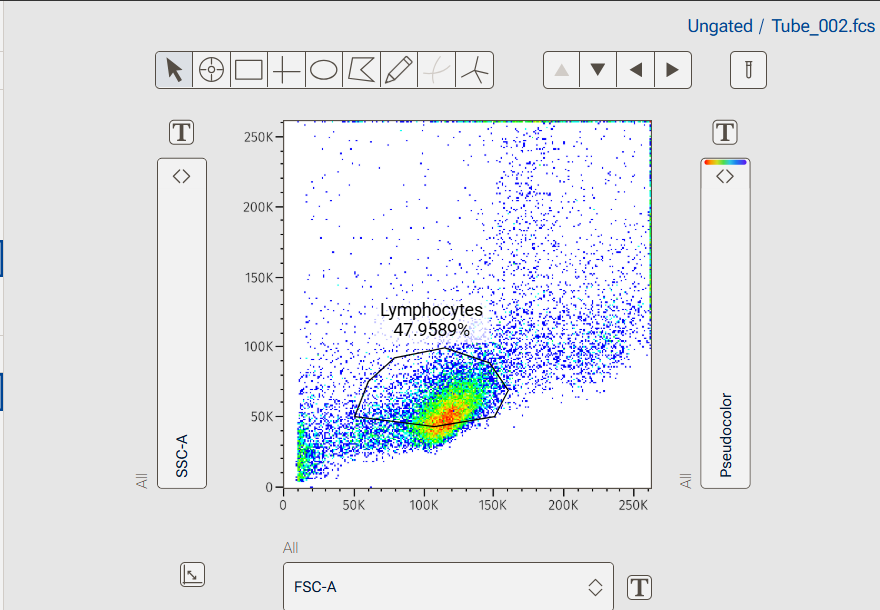 Ungated / Tube_002.fcs
T
T
250K
200K
150K
100K
50K
0
0
50K
100K
150K
200K
250K
Lymphocytes
47.9589%
All
SSC-A
All
Pseudocolor
All
FSC-A
T